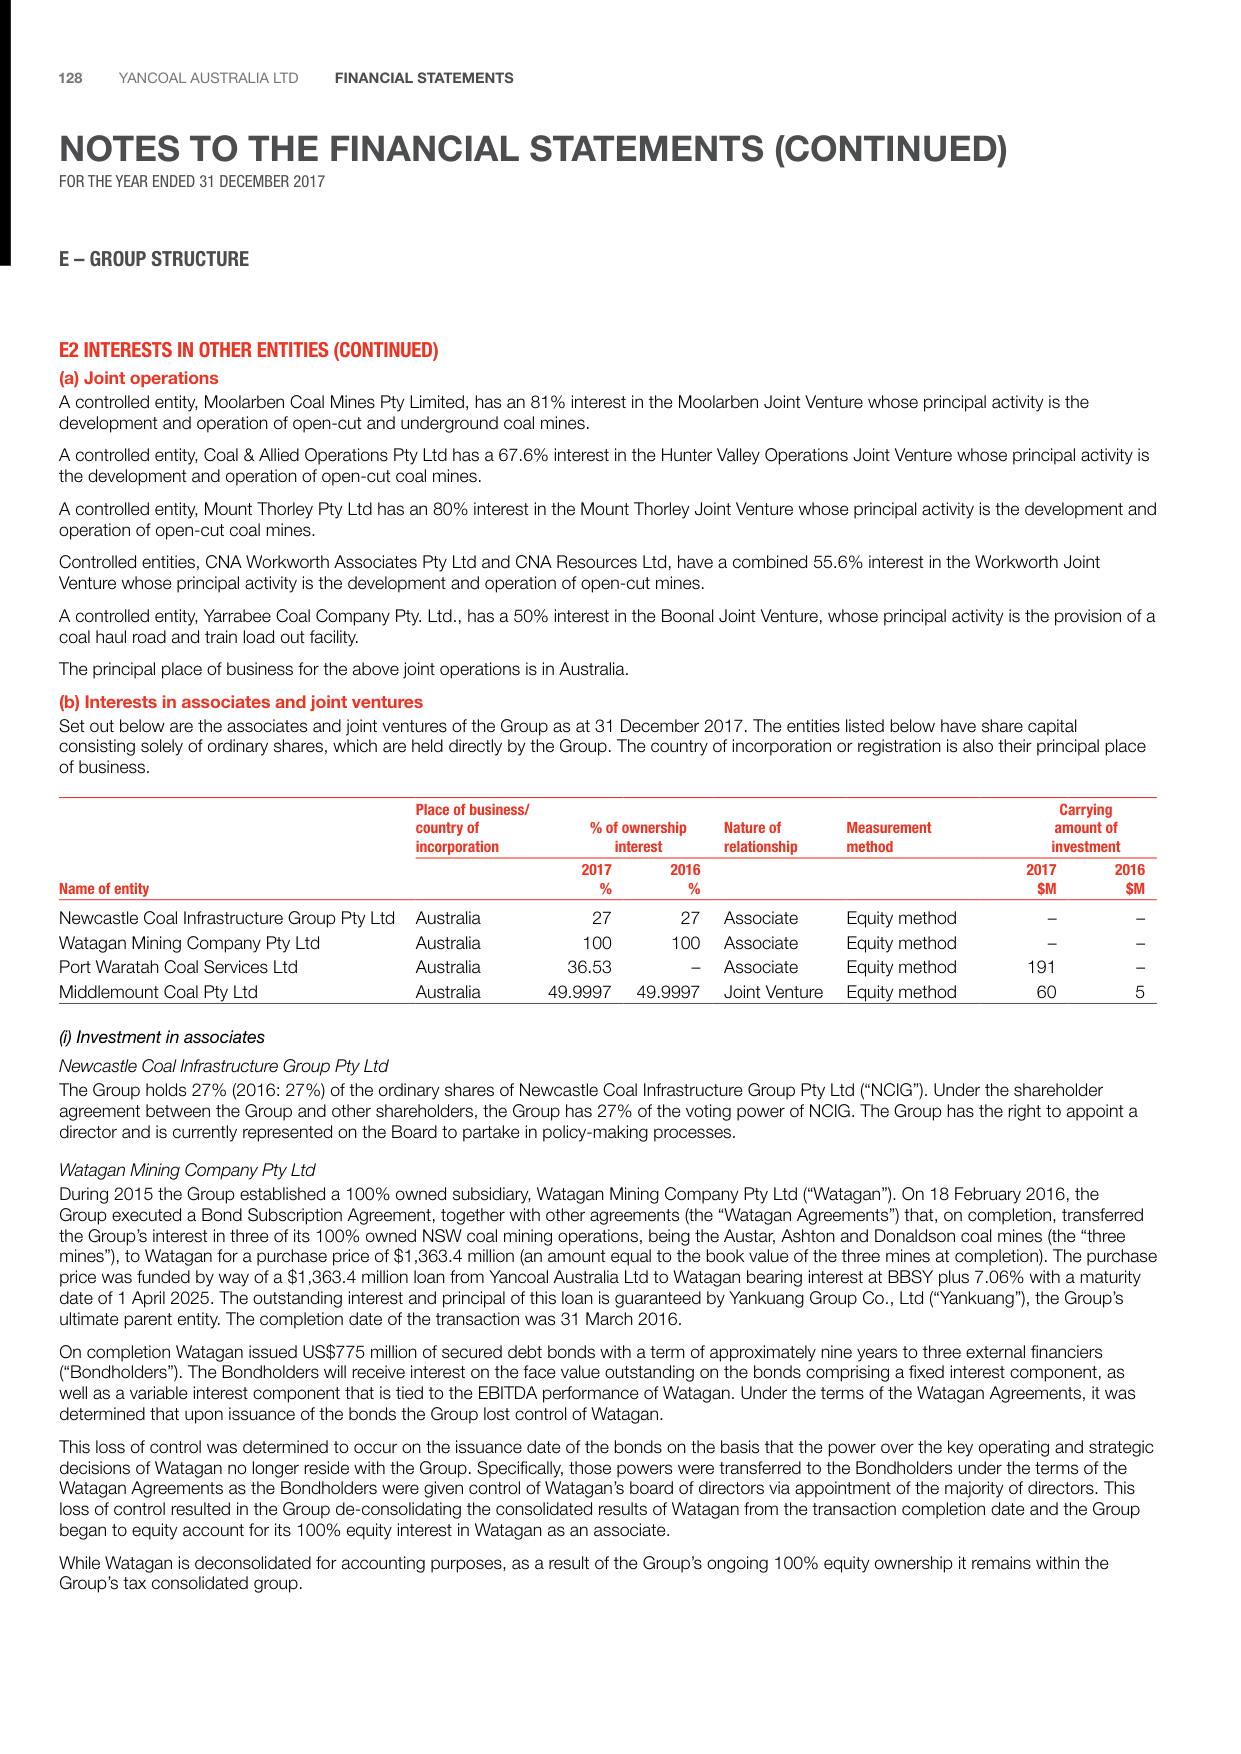 128 YANCOAL AUSTRALIA LTD FINANCIAL STATEMENTS
NOTES TO THE FINANCIAL STATEMENTS (CONTINUED)
FOR THE YEAR ENDED 31 DECEMBER 2017
E – GROUP STRUCTURE
E2 INTERESTS IN OTHER ENTITIES (CONTINUED)
(a) Joint operations
A controlled entity, Moolarben Coal Mines Pty Limited, has an 81% interest in the Moolarben Joint Venture whose principal activity is the
development and operation of open-cut and underground coal mines.
A controlled entity, Coal & Allied Operations Pty Ltd has a 67.6% interest in the Hunter Valley Operations Joint Venture whose principal activity is
the development and operation of open-cut coal mines.
A controlled entity, Mount Thorley Pty Ltd has an 80% interest in the Mount Thorley Joint Venture whose principal activity is the development and
operation of open-cut coal mines.
Controlled entities, CNA Workworth Associates Pty Ltd and CNA Resources Ltd, have a combined 55.6% interest in the Workworth Joint
Venture whose principal activity is the development and operation of open-cut mines.
A controlled entity, Yarrabee Coal Company Pty. Ltd., has a 50% interest in the Boonal Joint Venture, whose principal activity is the provision of a
coal haul road and train load out facility.
The principal place of business for the above joint operations is in Australia.
(b) Interests in associates and joint ventures
Set out below are the associates and joint ventures of the Group as at 31 December 2017. The entities listed below have share capital
consisting solely of ordinary shares, which are held directly by the Group. The country of incorporation or registration is also their principal place
of business.
Place of business/ Carrying
country of % of ownership Nature of Measurement amount of
incorporation interest relationship method investment
2017 2016 2017 2016
Name of entity % % $M $M
Newcastle Coal Infrastructure Group Pty Ltd Australia 27 27 Associate Equity method – –
Watagan Mining Company Pty Ltd Australia 100 100 Associate Equity method – –
Port Waratah Coal Services Ltd Australia 36.53 – Associate Equity method 191 –
Middlemount Coal Pty Ltd Australia 49.9997 49.9997 Joint Venture Equity method 60 5
(i) Investment in associates
Newcastle Coal Infrastructure Group Pty Ltd
The Group holds 27% (2016: 27%) of the ordinary shares of Newcastle Coal Infrastructure Group Pty Ltd (“NCIG”). Under the shareholder
agreement between the Group and other shareholders, the Group has 27% of the voting power of NCIG. The Group has the right to appoint a
director and is currently represented on the Board to partake in policy-making processes.
Watagan Mining Company Pty Ltd
During 2015 the Group established a 100% owned subsidiary, Watagan Mining Company Pty Ltd (“Watagan”). On 18 February 2016, the
Group executed a Bond Subscription Agreement, together with other agreements (the “Watagan Agreements”) that, on completion, transferred
the Group’s interest in three of its 100% owned NSW coal mining operations, being the Austar, Ashton and Donaldson coal mines (the “three
mines”), to Watagan for a purchase price of $1,363.4 million (an amount equal to the book value of the three mines at completion). The purchase
price was funded by way of a $1,363.4 million loan from Yancoal Australia Ltd to Watagan bearing interest at BBSY plus 7.06% with a maturity
date of 1 April 2025. The outstanding interest and principal of this loan is guaranteed by Yankuang Group Co., Ltd (“Yankuang”), the Group’s
ultimate parent entity. The completion date of the transaction was 31 March 2016.
On completion Watagan issued US$775 million of secured debt bonds with a term of approximately nine years to three external financiers
(“Bondholders”). The Bondholders will receive interest on the face value outstanding on the bonds comprising a fixed interest component, as
well as a variable interest component that is tied to the EBITDA performance of Watagan. Under the terms of the Watagan Agreements, it was
determined that upon issuance of the bonds the Group lost control of Watagan.
This loss of control was determined to occur on the issuance date of the bonds on the basis that the power over the key operating and strategic
decisions of Watagan no longer reside with the Group. Specifically, those powers were transferred to the Bondholders under the terms of the
Watagan Agreements as the Bondholders were given control of Watagan’s board of directors via appointment of the majority of directors. This
loss of control resulted in the Group de-consolidating the consolidated results of Watagan from the transaction completion date and the Group
began to equity account for its 100% equity interest in Watagan as an associate.
While Watagan is deconsolidated for accounting purposes, as a result of the Group’s ongoing 100% equity ownership it remains within the
Group’s tax consolidated group.